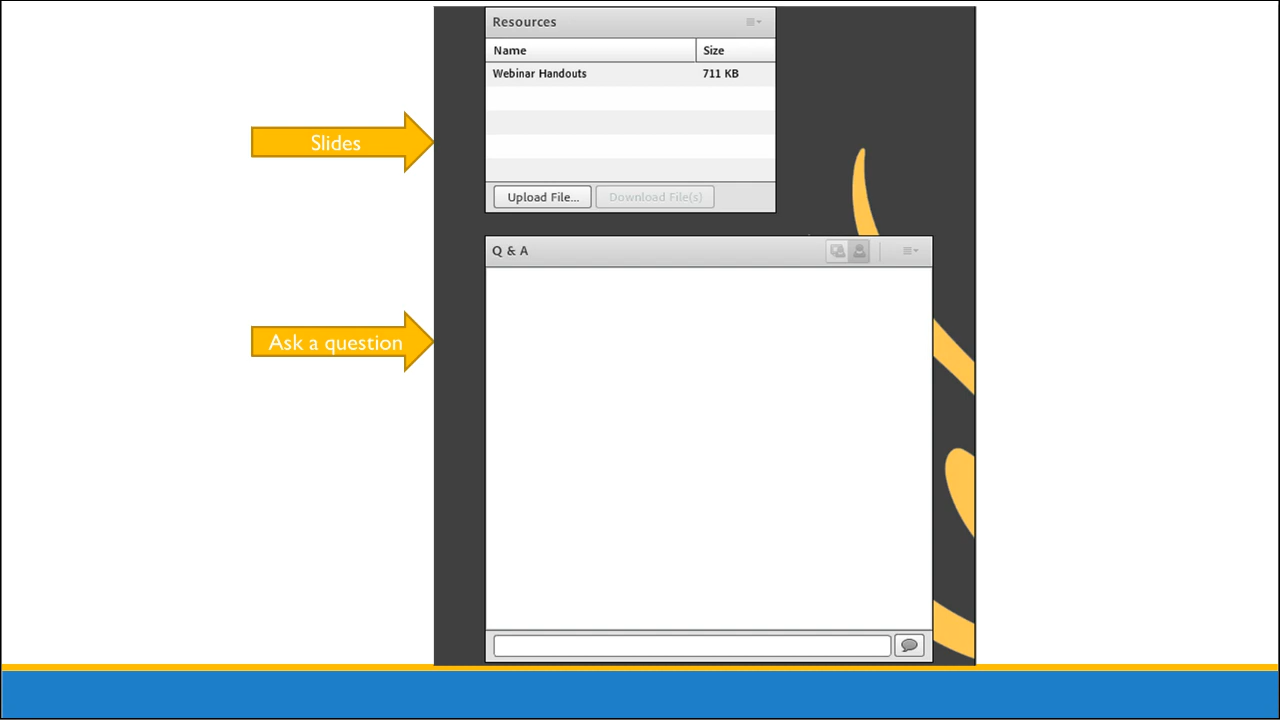 Resources
Name Size
Webinar Handouts 711 KB
Slides
Upload File... Download File(s)
Q & A
Ask a question